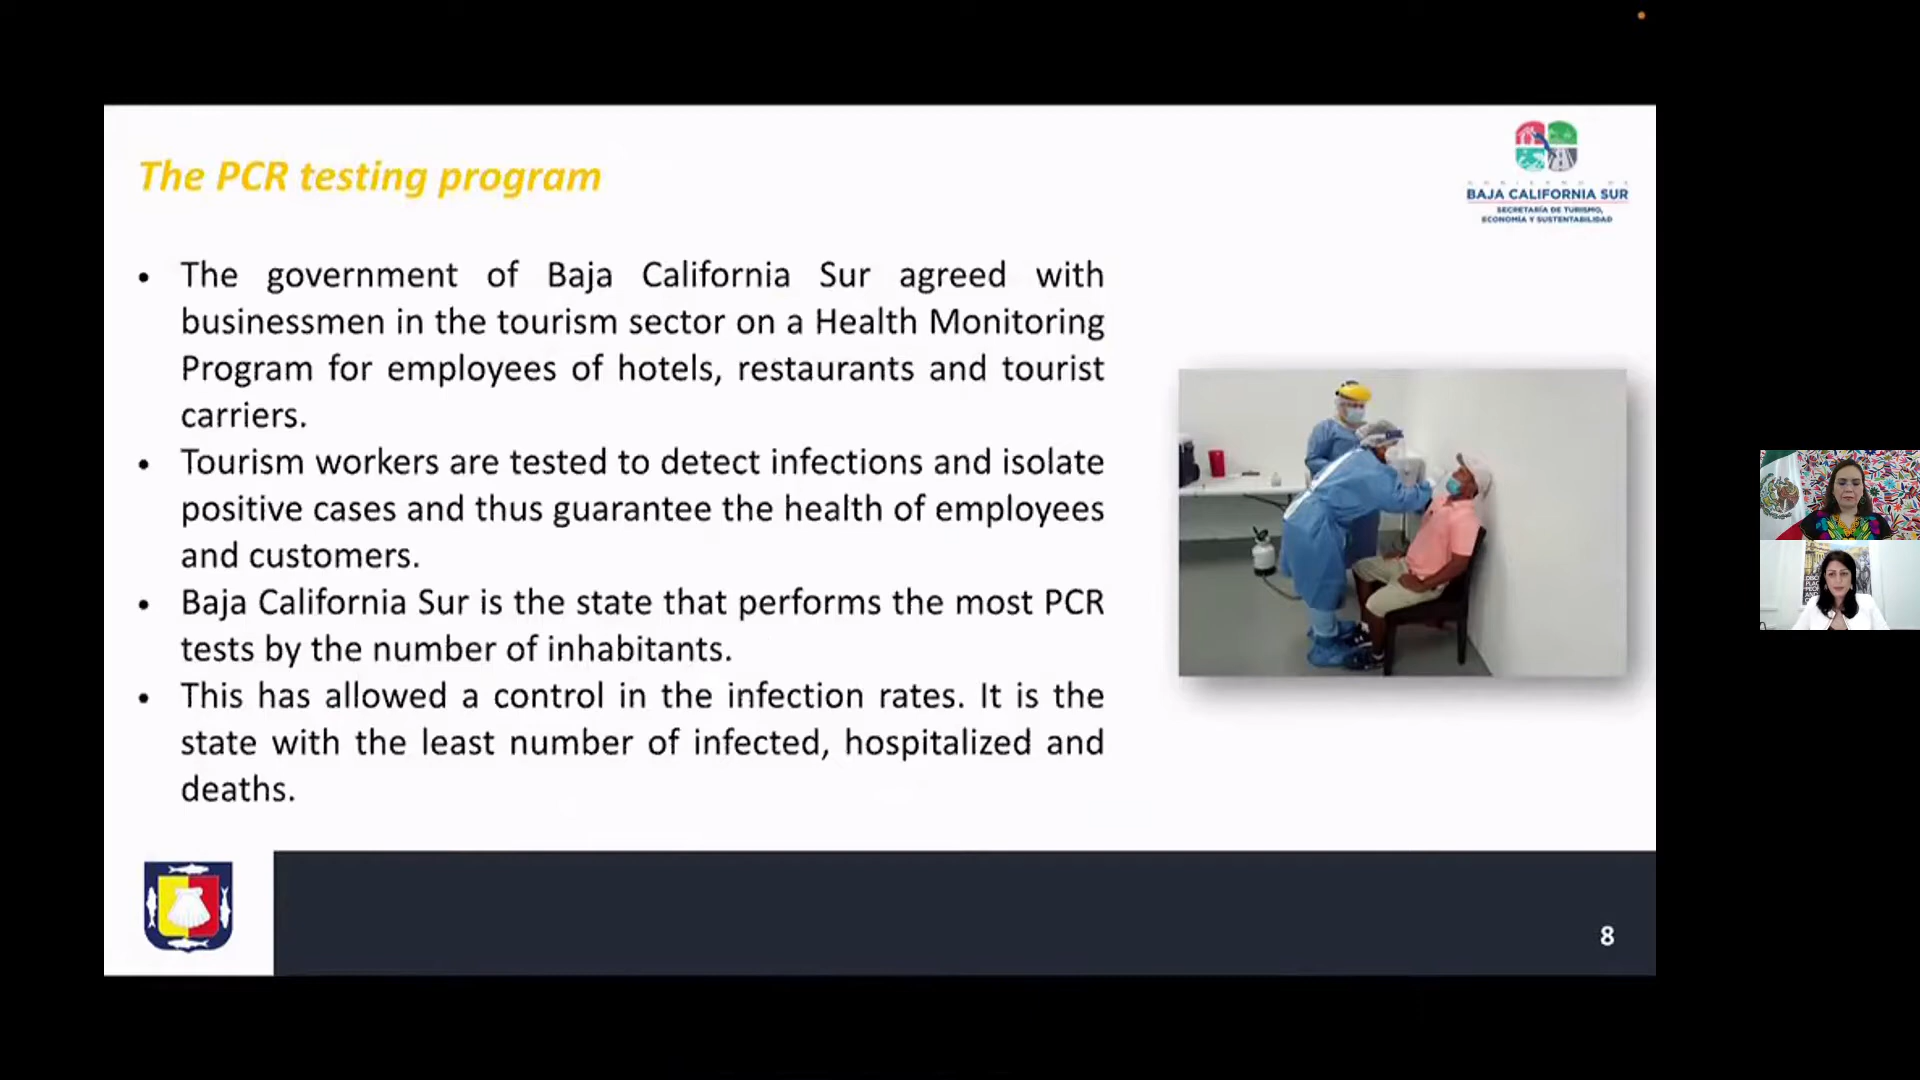 The PCR testing program
GOBIERNO DE
BAJA CALIFORNIA SUR
SECRETARÍA DE TURISMO,
ECONOMÍA Y SUSTENTABILIDAD
• The government of Baja California Sur agreed with
businessmen in the tourism sector on a Health Monitoring
Program for employees of hotels, restaurants and tourist
carriers.
• Tourism workers are tested to detect infections and isolate
positive cases and thus guarantee the health of employees
and customers.
• Baja California Sur is the state that performs the most PCR
tests by the number of inhabitants.
• This has allowed a control in the infection rates. It is the
state with the least number of infected, hospitalized and
deaths.
8